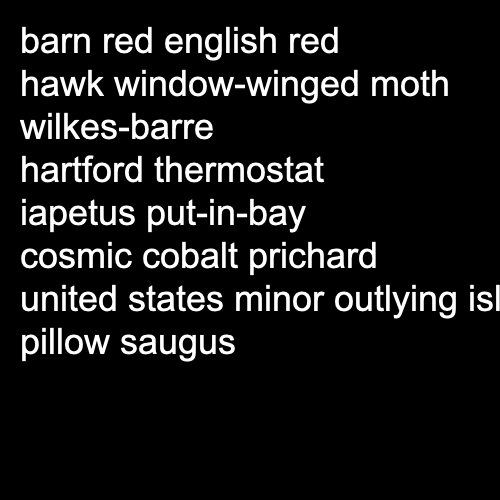 barn red english red
hawk window-winged moth
wilkes-barre
hartford thermostat
iapetus put-in-bay
cosmic cobalt prichard
united states minor outlying
pillow saugus